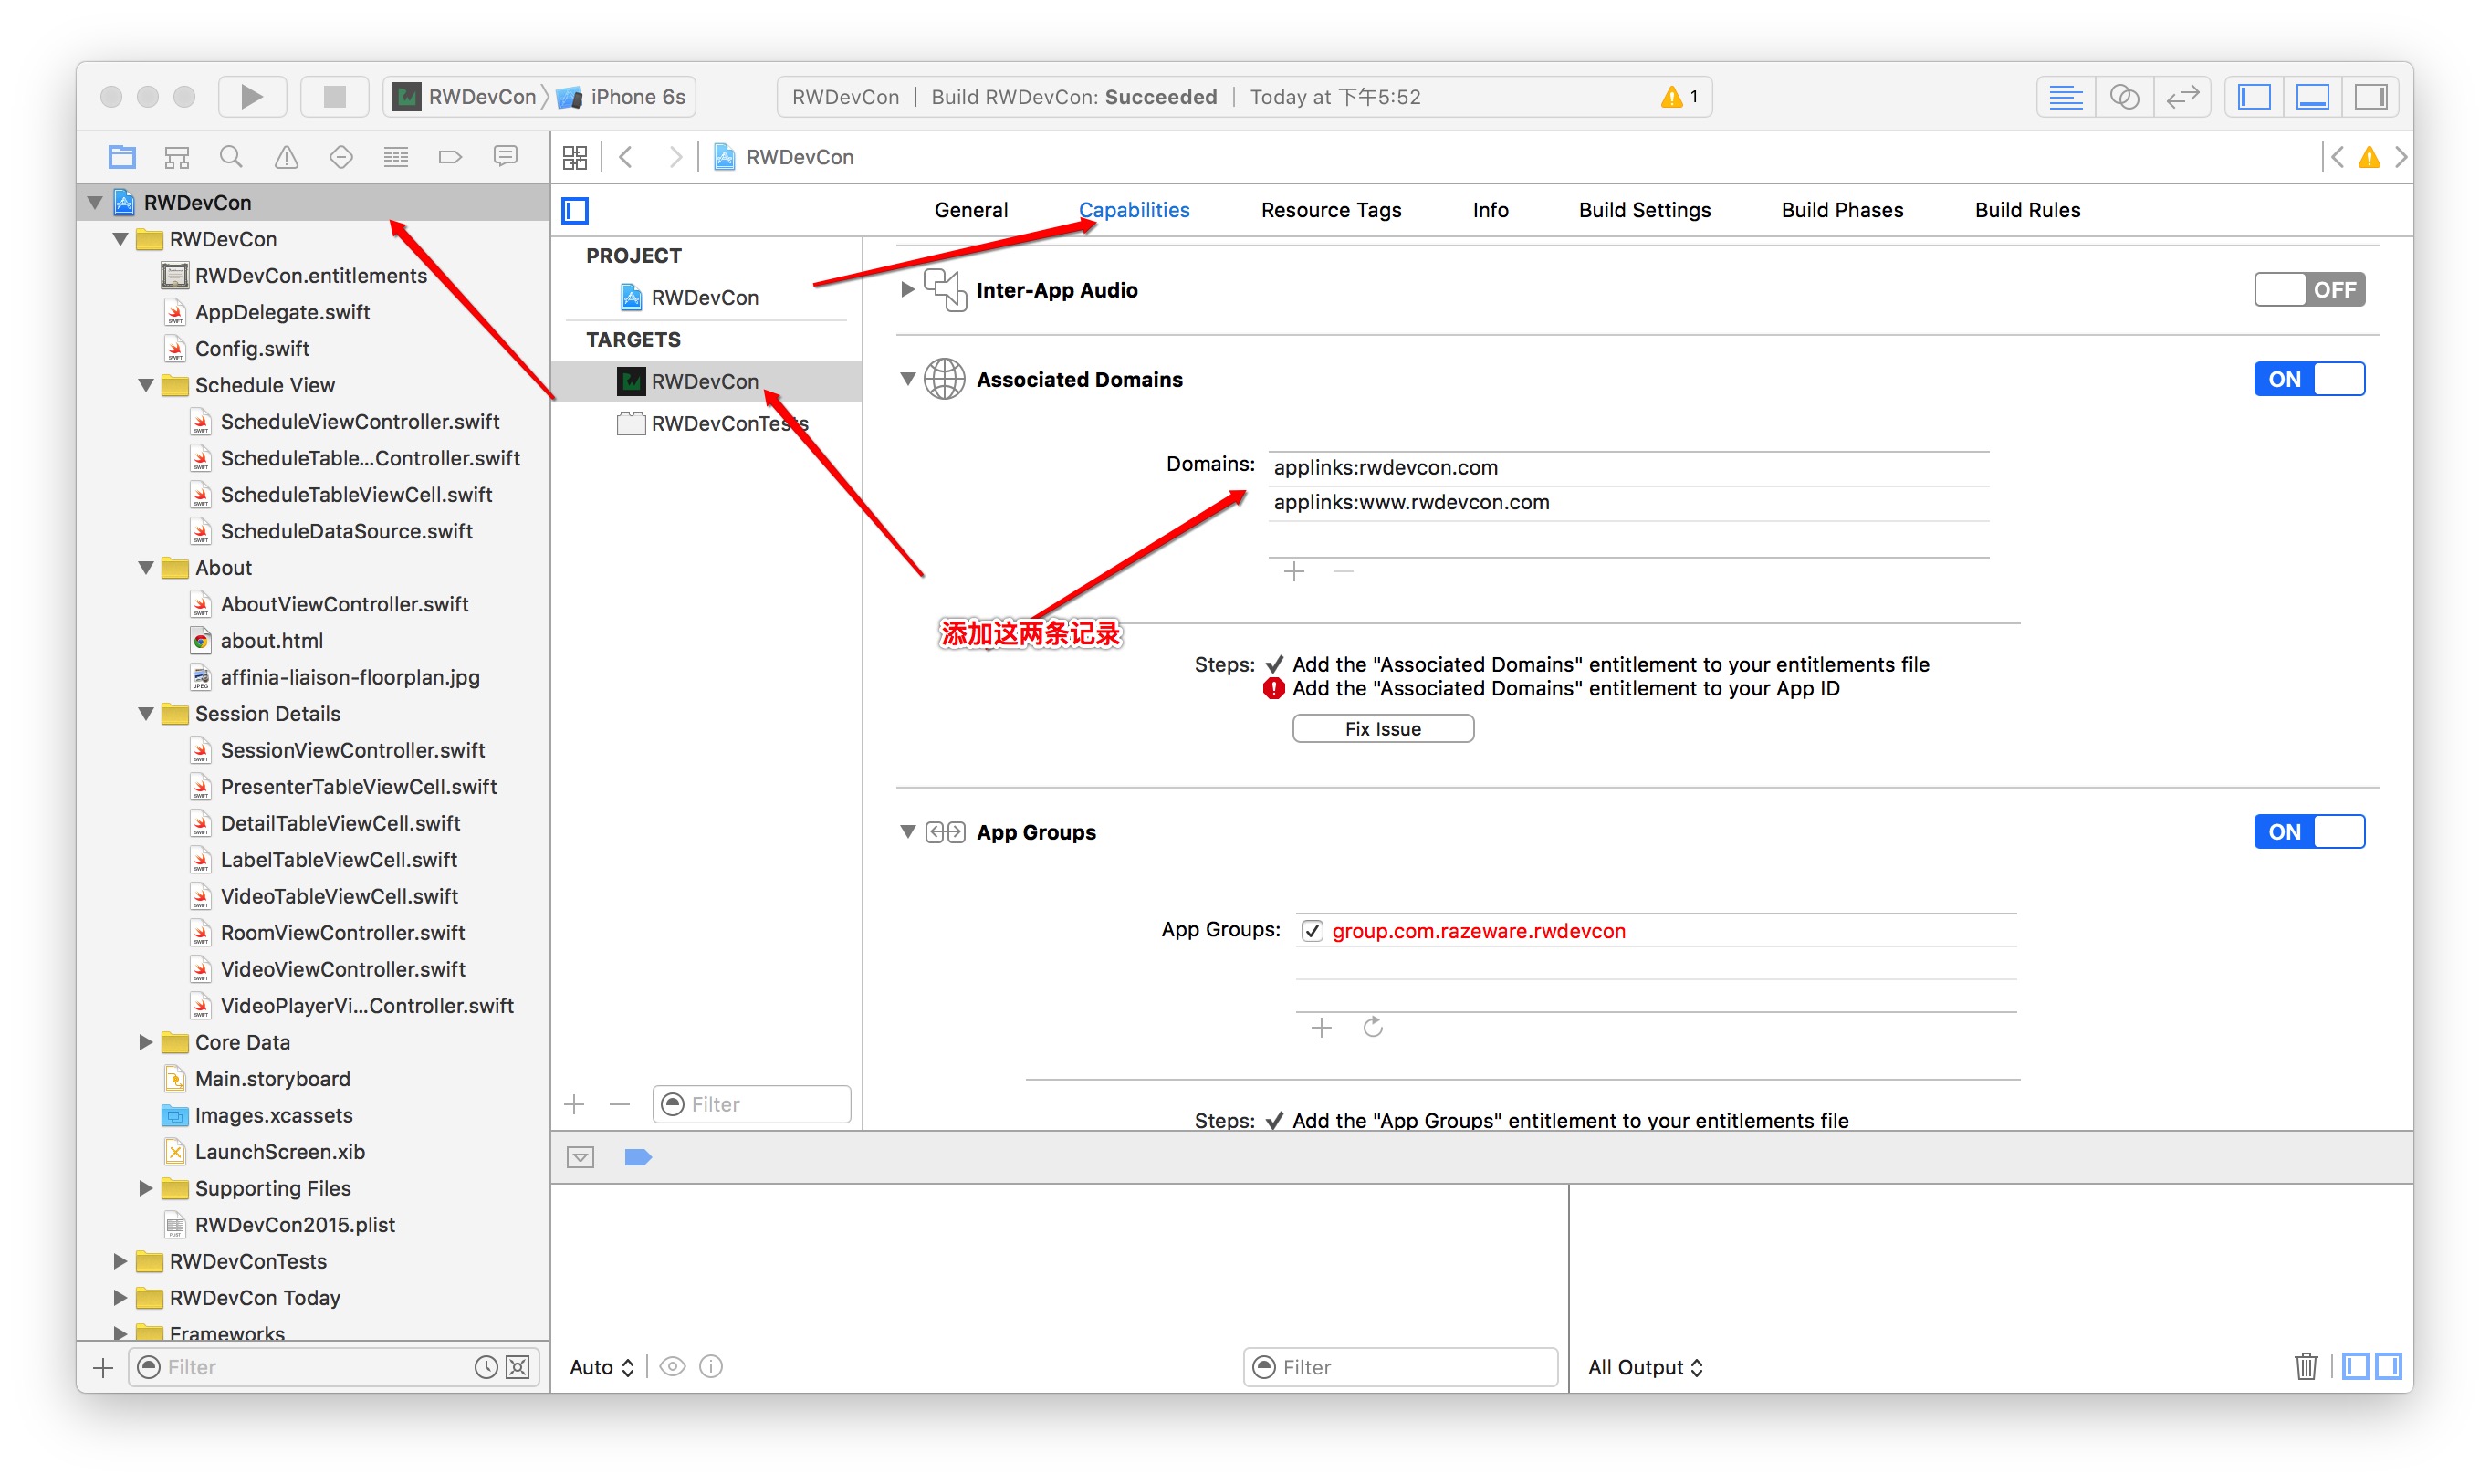 RWDevCon
iPhone 6s
RWDevCon | Build RWDevCon: Succeeded | Today at 下午5:52
1
RWDevCon
RWDevCon
RWDevCon
RWDevCon.entitlements
AppDelegate.swift
Config.swift
Schedule View
ScheduleViewController.swift
ScheduleTable...Controller.swift
ScheduleTableViewCell.swift
ScheduleDataSource.swift
About
AboutViewController.swift
about.html
affinia-liaison-floorplan.jpg
Session Details
SessionViewController.swift
PresenterTableViewCell.swift
DetailTableViewCell.swift
LabelTableViewCell.swift
VideoTableViewCell.swift
RoomViewController.swift
VideoViewController.swift
VideoPlayerVi...Controller.swift
Core Data
Main.storyboard
Images.xcassets
LaunchScreen.xib
Supporting Files
RWDevCon2015.plist
RWDevConTests
RWDevCon Today
Frameworks
Filter
General Capabilities Resource Tags Info Build Settings Build Phases Build Rules
PROJECT
RWDevCon
TARGETS
RWDevCon
RWDevConTests
Filter
Inter-App Audio
OFF
Associated Domains
ON
Domains:
applinks:rwdevcon.com
applinks:www.rwdevcon.com
添加这两条记录
Steps: ✓ Add the "Associated Domains" entitlement to your entitlements file
Add the "Associated Domains" entitlement to your App ID
Fix Issue
App Groups
ON
App Groups:
group.com.razeware.rwdevcon
Steps: ✓ Add the "App Groups" entitlement to your entitlements file
Auto
Filter
All Output